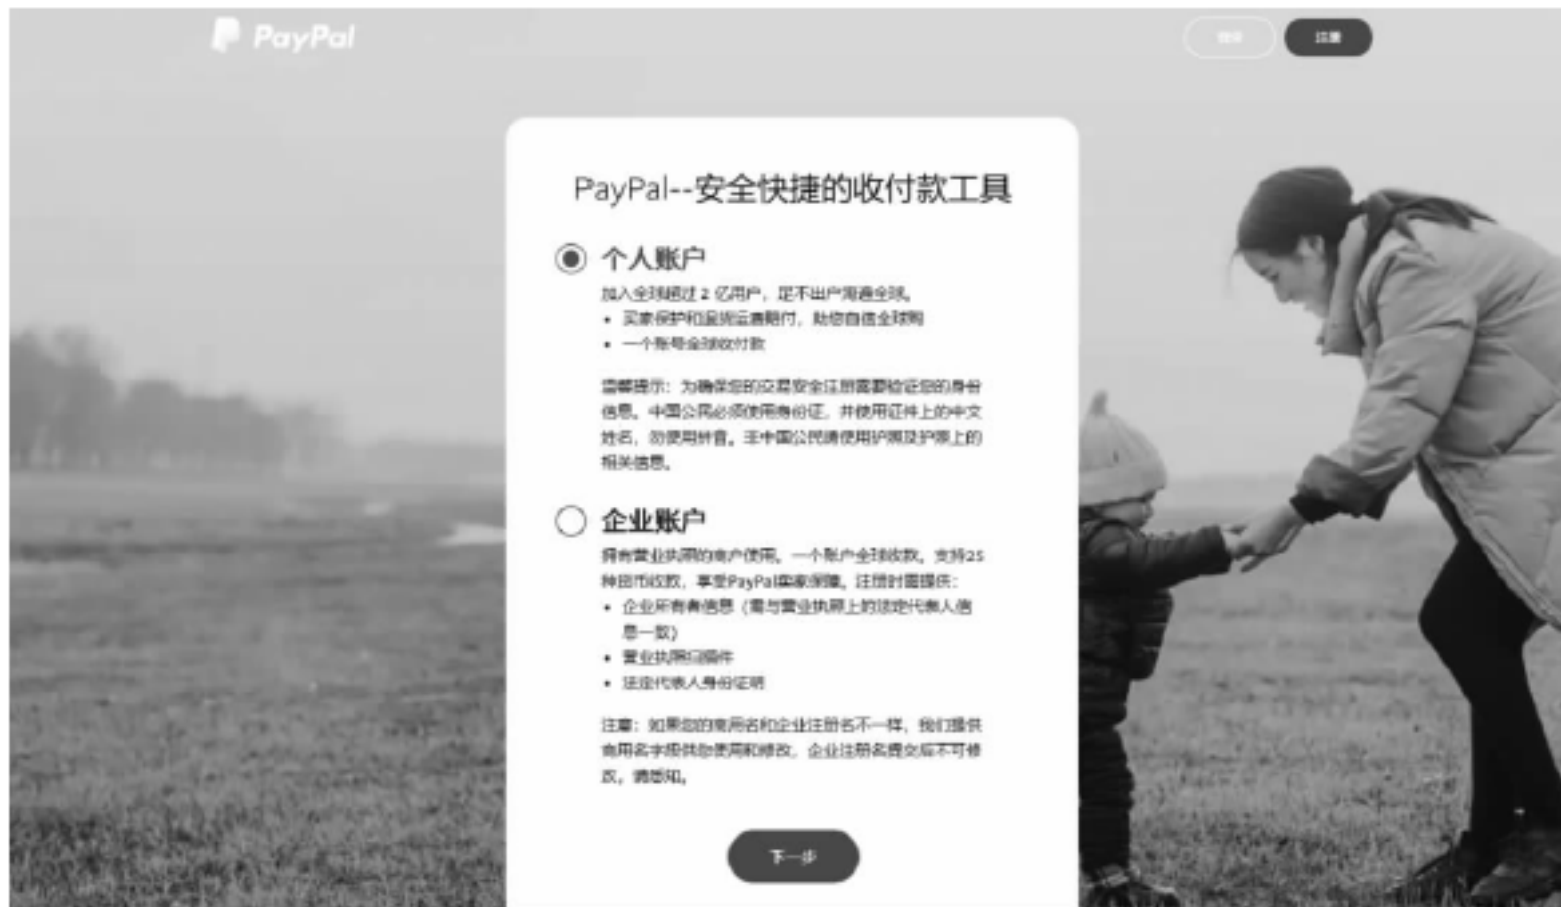 PayPal
登录
注册
PayPal--安全快捷的收付款工具
个人账户
加入全球超过 2 亿用户，足不出户沟通全球。
• 买家保护和退货运费赔付，助您自信全球购
• 一个账号全球收付款
温馨提示：为确保您的交易安全注册需要验证您的身份
信息。中国公民必须使用身份证，并使用证件上的中文
姓名，勿使用拼音。非中国公民请使用护照及护照上的
相关信息。
企业账户
拥有营业执照的商户使用。一个账户全球收款。支持25
种货币收款，享受PayPal卖家保障。注册时需提供：
• 企业所有者信息（需与营业执照上的法定代表人信
息一致）
• 营业执照扫描件
• 法定代表人身份证明
注意：如果您的商用名和企业注册名不一样，我们提供
商用名字段供您使用和修改，企业注册名提交后不可修
改，请悉知。
下一步